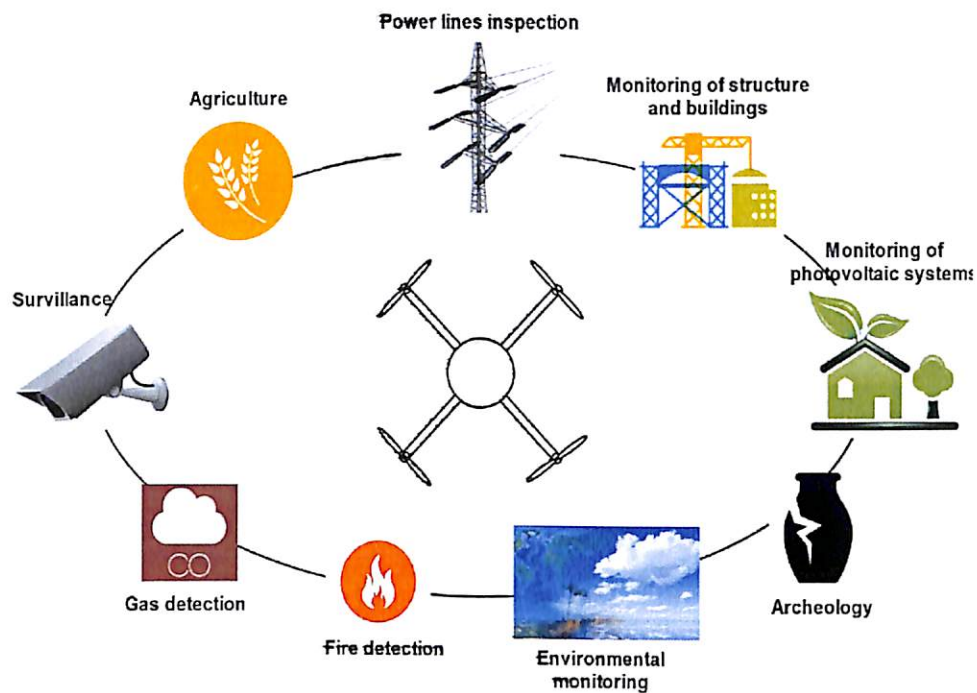 Power lines inspection
Agriculture
Monitoring of structure
and buildings
Monitoring of
photovoltaic systems
Survillance
CO
Gas detection
Fire detection
Environmental
monitoring
Archeology